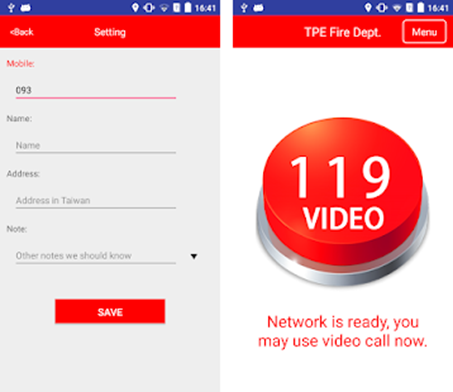 16:41
<Back
Setting
Mobile:
093
Name:
Name
Address:
Address in Taiwan
Note:
Other notes we should know
SAVE
16:41
TPE Fire Dept.
Menu
119
VIDEO
Network is ready, you
may use video call now.